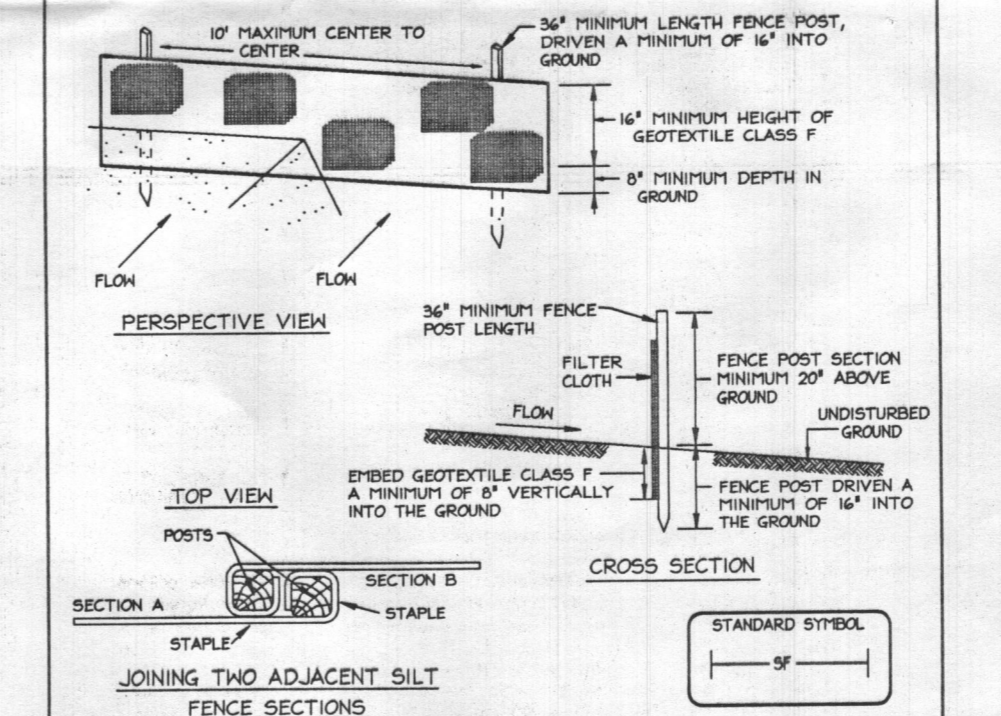 10' MAXIMUM CENTER TO
CENTER
36" MINIMUM LENGTH FENCE POST,
DRIVEN A MINIMUM OF 16" INTO
GROUND
16" MINIMUM HEIGHT OF
GEOTEXTILE CLASS F
8" MINIMUM DEPTH IN
GROUND
FLOW
FLOW
PERSPECTIVE VIEW
36" MINIMUM FENCE
POST LENGTH
FILTER
CLOTH
FENCE POST SECTION
MINIMUM 20" ABOVE
GROUND
FLOW
UNDISTURBED
GROUND
EMBED GEOTEXTILE CLASS F
A MINIMUM OF 8" VERTICALLY
INTO THE GROUND
FENCE POST DRIVEN A
MINIMUM OF 16" INTO
THE GROUND
CROSS SECTION
TOP VIEW
POSTS
SECTION B
SECTION A
STAPLE
STAPLE
JOINING TWO ADJACENT SILT
FENCE SECTIONS
STANDARD SYMBOL
SF